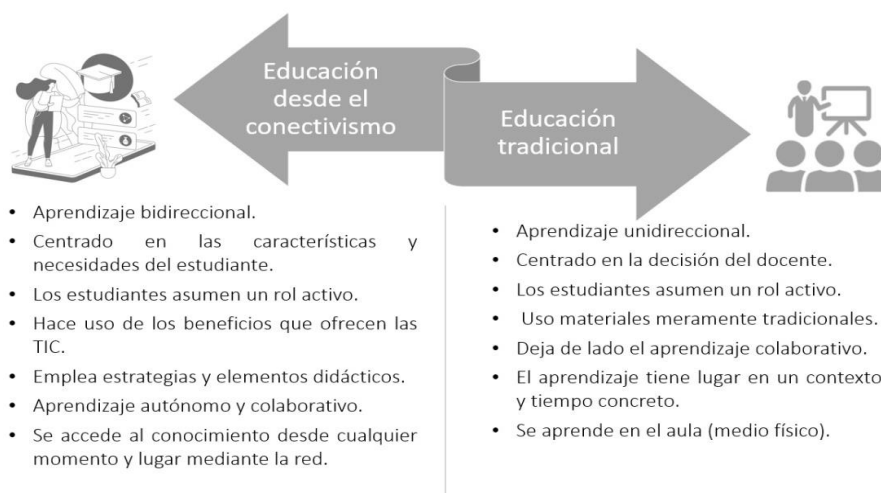 Educación
desde el
conectivismo
Educación
tradicional
• Aprendizaje bidireccional.
• Centrado en las características y
necesidades del estudiante.
• Los estudiantes asumen un rol activo.
• Hace uso de los beneficios que ofrecen las
TIC.
• Emplea estrategias y elementos didácticos.
• Aprendizaje autónomo y colaborativo.
• Se accede al conocimiento desde cualquier
momento y lugar mediante la red.
• Aprendizaje unidireccional.
• Centrado en la decisión del docente.
• Los estudiantes asumen un rol activo.
• Uso materiales meramente tradicionales.
• Deja de lado el aprendizaje colaborativo.
• El aprendizaje tiene lugar en un contexto
y tiempo concreto.
• Se aprende en el aula (medio físico).